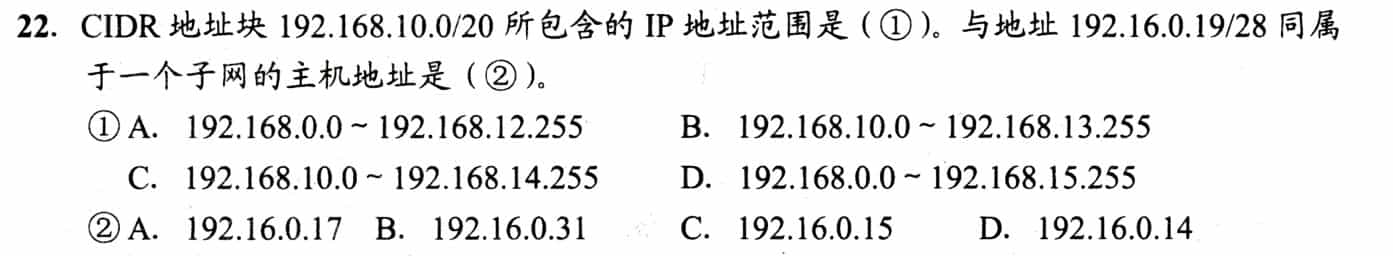 22. CIDR 地址块 192.168.10.0/20 所包含的 IP 地址范围是（①）。与地址 192.16.0.19/28 同属
于一个子网的主机地址是（②）。
① A. 192.168.0.0 ~ 192.168.12.255 B. 192.168.10.0 ~ 192.168.13.255
C. 192.168.10.0 ~ 192.168.14.255 D. 192.168.0.0 ~ 192.168.15.255
② A. 192.16.0.17 B. 192.16.0.31 C. 192.16.0.15 D. 192.16.0.14